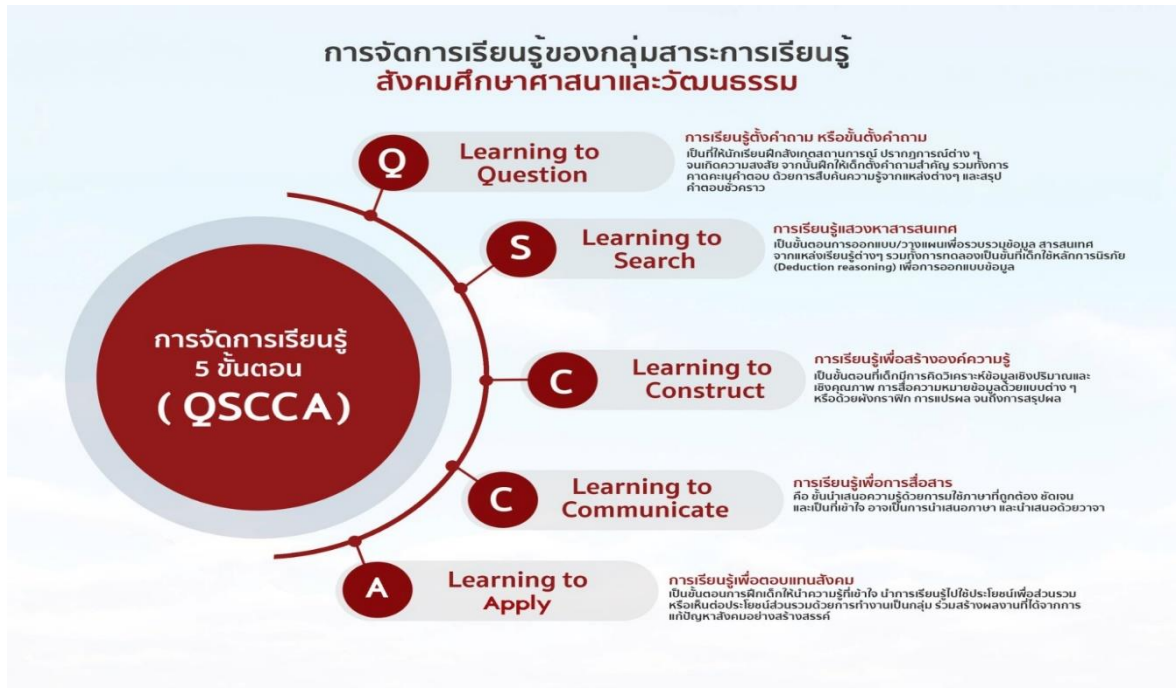 การจัดการเรียนรู้ของกลุ่มสาระการเรียนรู้
สังคมศึกษาศาสนาและวัฒนธรรม
การจัดการเรียนรู้
5 ขั้นตอน
( QSCCA)
Q
Learning to
Question
การเรียนรู้ตั้งคำถาม หรือขั้นตั้งคำถาม
เป็นที่ให้นักเรียนฝึกสังเกตสถานการณ์ ปรากฏการณ์ต่าง ๆ
จนเกิดความสงสัย จากนั้นฝึกให้เด็กตั้งคำถามสำคัญ รวมทั้งการ
คาดคะเนคำตอบ ด้วยการสืบค้นความรู้จากแหล่งต่างๆ และสรุป
คำตอบชั่วคราว
S
Learning to
Search
การเรียนรู้แสวงหาสารสนเทศ
เป็นขั้นตอนการออกแบบ/วางแผนเพื่อรวบรวมข้อมูล สารสนเทศ
จากแหล่งเรียนรู้ต่างๆ รวมทั้งการทดลองเป็นขั้นที่เด็กใช้หลักการนิรภัย
(Deduction reasoning) เพื่อการออกแบบข้อมูล
C
Learning to
Construct
การเรียนรู้เพื่อสร้างองค์ความรู้
เป็นขั้นตอนที่เด็กมีการคิดวิเคราะห์ข้อมูลเชิงปริมาณและ
เชิงคุณภาพ การสื่อความหมายข้อมูลด้วยแบบต่าง ๆ
หรือด้วยผังกราฟิก การแปรผล จนถึงการสรุปผล
C
Learning to
Communicate
การเรียนรู้เพื่อการสื่อสาร
คือ ขั้นนำเสนอความรู้ด้วยการมใช้ภาษาที่ถูกต้อง ชัดเจน
และเป็นที่เข้าใจ อาจเป็นการนำเสนอภาษา และนำเสนอด้วยวาจา
A
Learning to
Apply
การเรียนรู้เพื่อตอบแทนสังคม
เป็นขั้นตอนการฝึกเด็กให้นำความรู้ที่เข้าใจ นำการเรียนรู้ไปใช้ประโยชน์เพื่อส่วนรวม
หรือเห็นต่อประโยชน์ส่วนรวมด้วยการทำงานเป็นกลุ่ม ร่วมสร้างผลงานที่ได้จากการ
แก้ปัญหาสังคมอย่างสร้างสรรค์